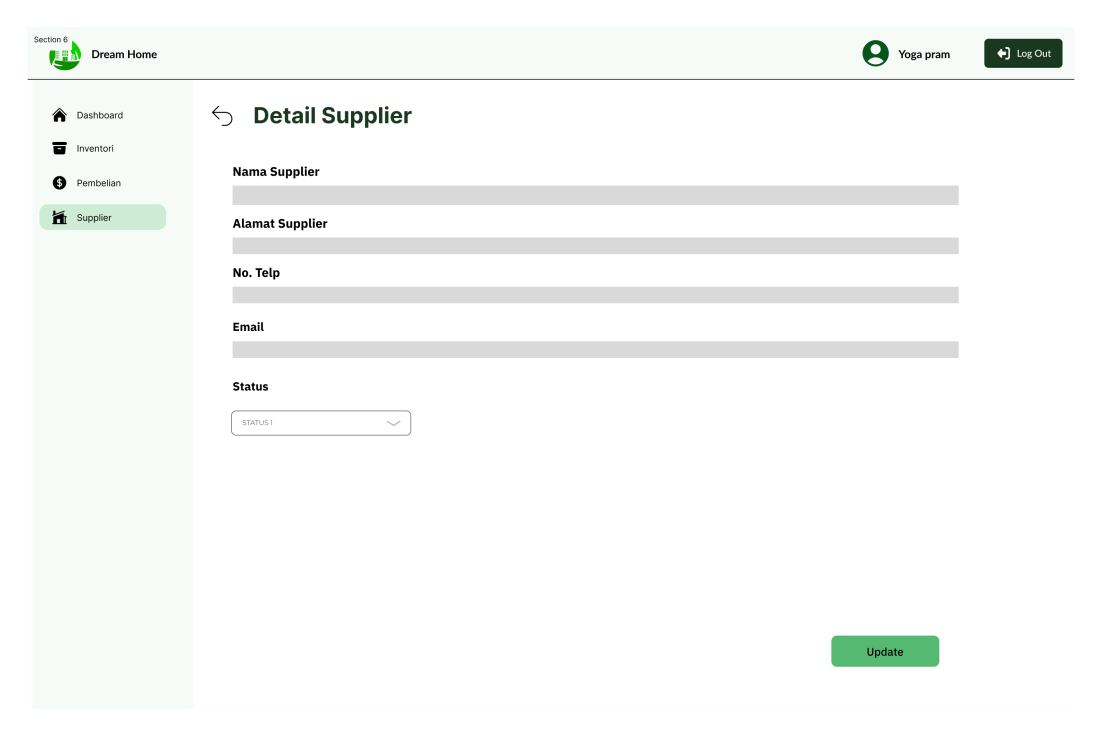 Section 6
Dream Home
Yoga pram
Log Out
Dashboard
Inventori
Pembelian
Supplier
Detail Supplier
Nama Supplier
Alamat Supplier
No. Telp
Email
Status
STATUS 1
Update